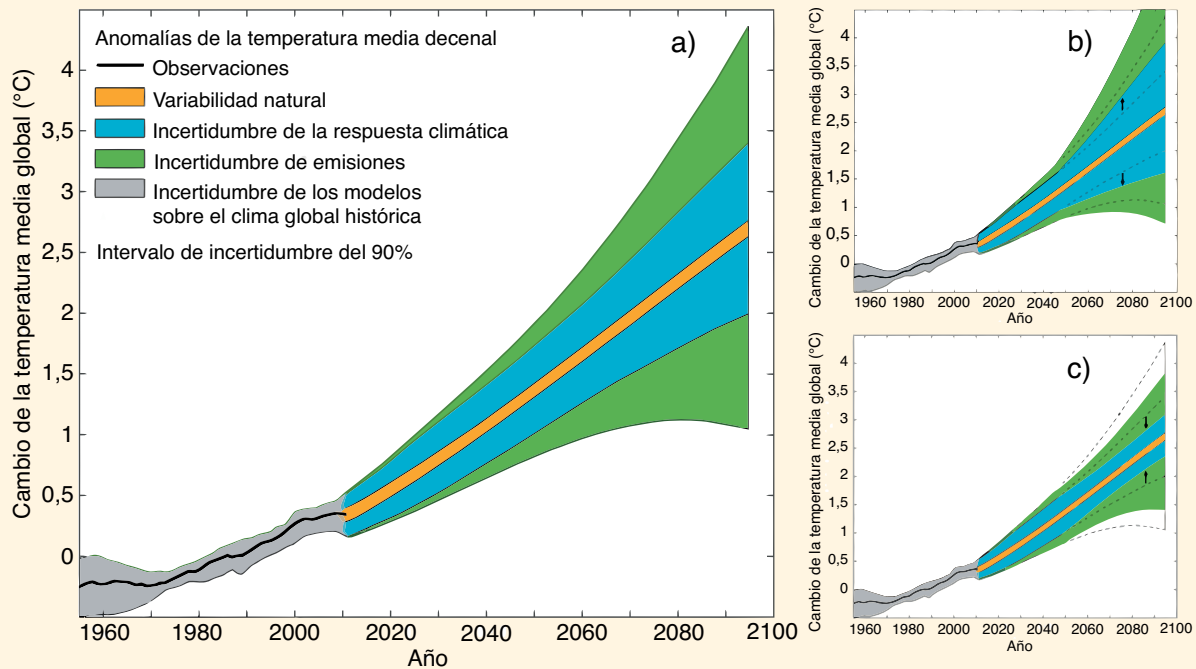 a)
Anomalías de la temperatura media decenal
Observaciones
Variabilidad natural
Incertidumbre de la respuesta climática
Incertidumbre de emisiones
Incertidumbre de los modelos
sobre el clima global histórica
Intervalo de incertidumbre del 90%
Cambio de la temperatura media global (°C)
4
3,5
3
2,5
2
1,5
1
0,5
0
1960 1980 2000 2020 2040 2060 2080 2100
Año
b)
Cambio de la temperatura media global (°C)
4
3,5
3
2,5
2
1,5
1
0,5
0
1960 1980 2000 2020 2040 2060 2080 2100
Año
c)
Cambio de la temperatura media global (°C)
4
3,5
3
2,5
2
1,5
1
0,5
0
1960 1980 2000 2020 2040 2060 2080 2100
Año